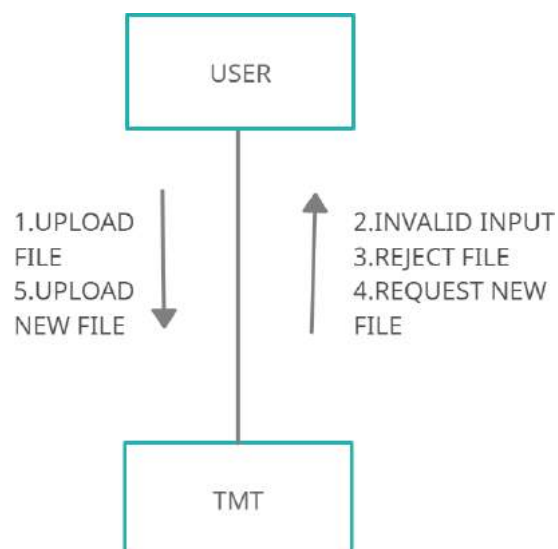 USER
1.UPLOAD
FILE
5.UPLOAD
NEW FILE
2.INVALID INPUT
3.REJECT FILE
4.REQUEST NEW
FILE
TMT